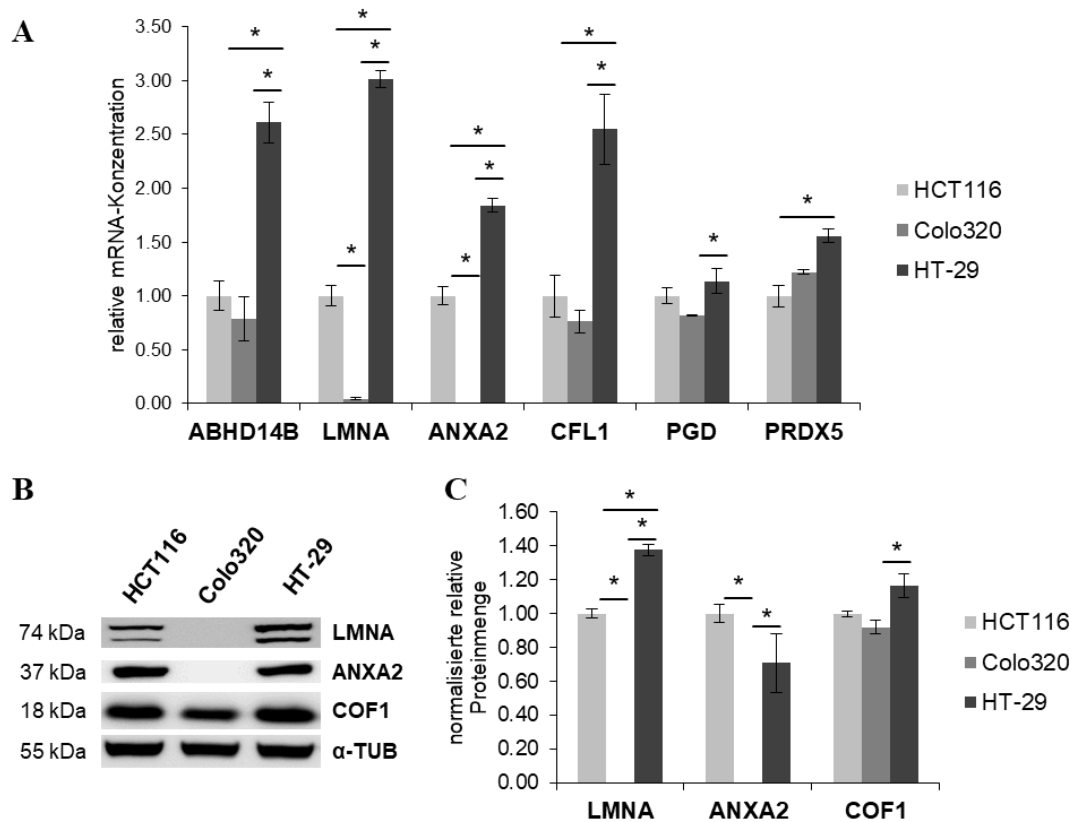 A
3.50
3.00
2.50
2.00
1.50
1.00
0.50
0.00
relative mRNA-Konzentration
* * * * * * * * * * *
ABHD14B LMNA ANXA2 CFL1 PGD PRDX5
HCT116
Colo320
HT-29
B
HCT116 Colo320 HT-29
74 kDa LMNA
37 kDa ANXA2
18 kDa COF1
55 kDa α-TUB
C
1.60
1.40
1.20
1.00
0.80
0.60
0.40
0.20
0.00
normalisierte relative
Proteinmenge
* * * * * *
LMNA ANXA2 COF1
HCT116
Colo320
HT-29